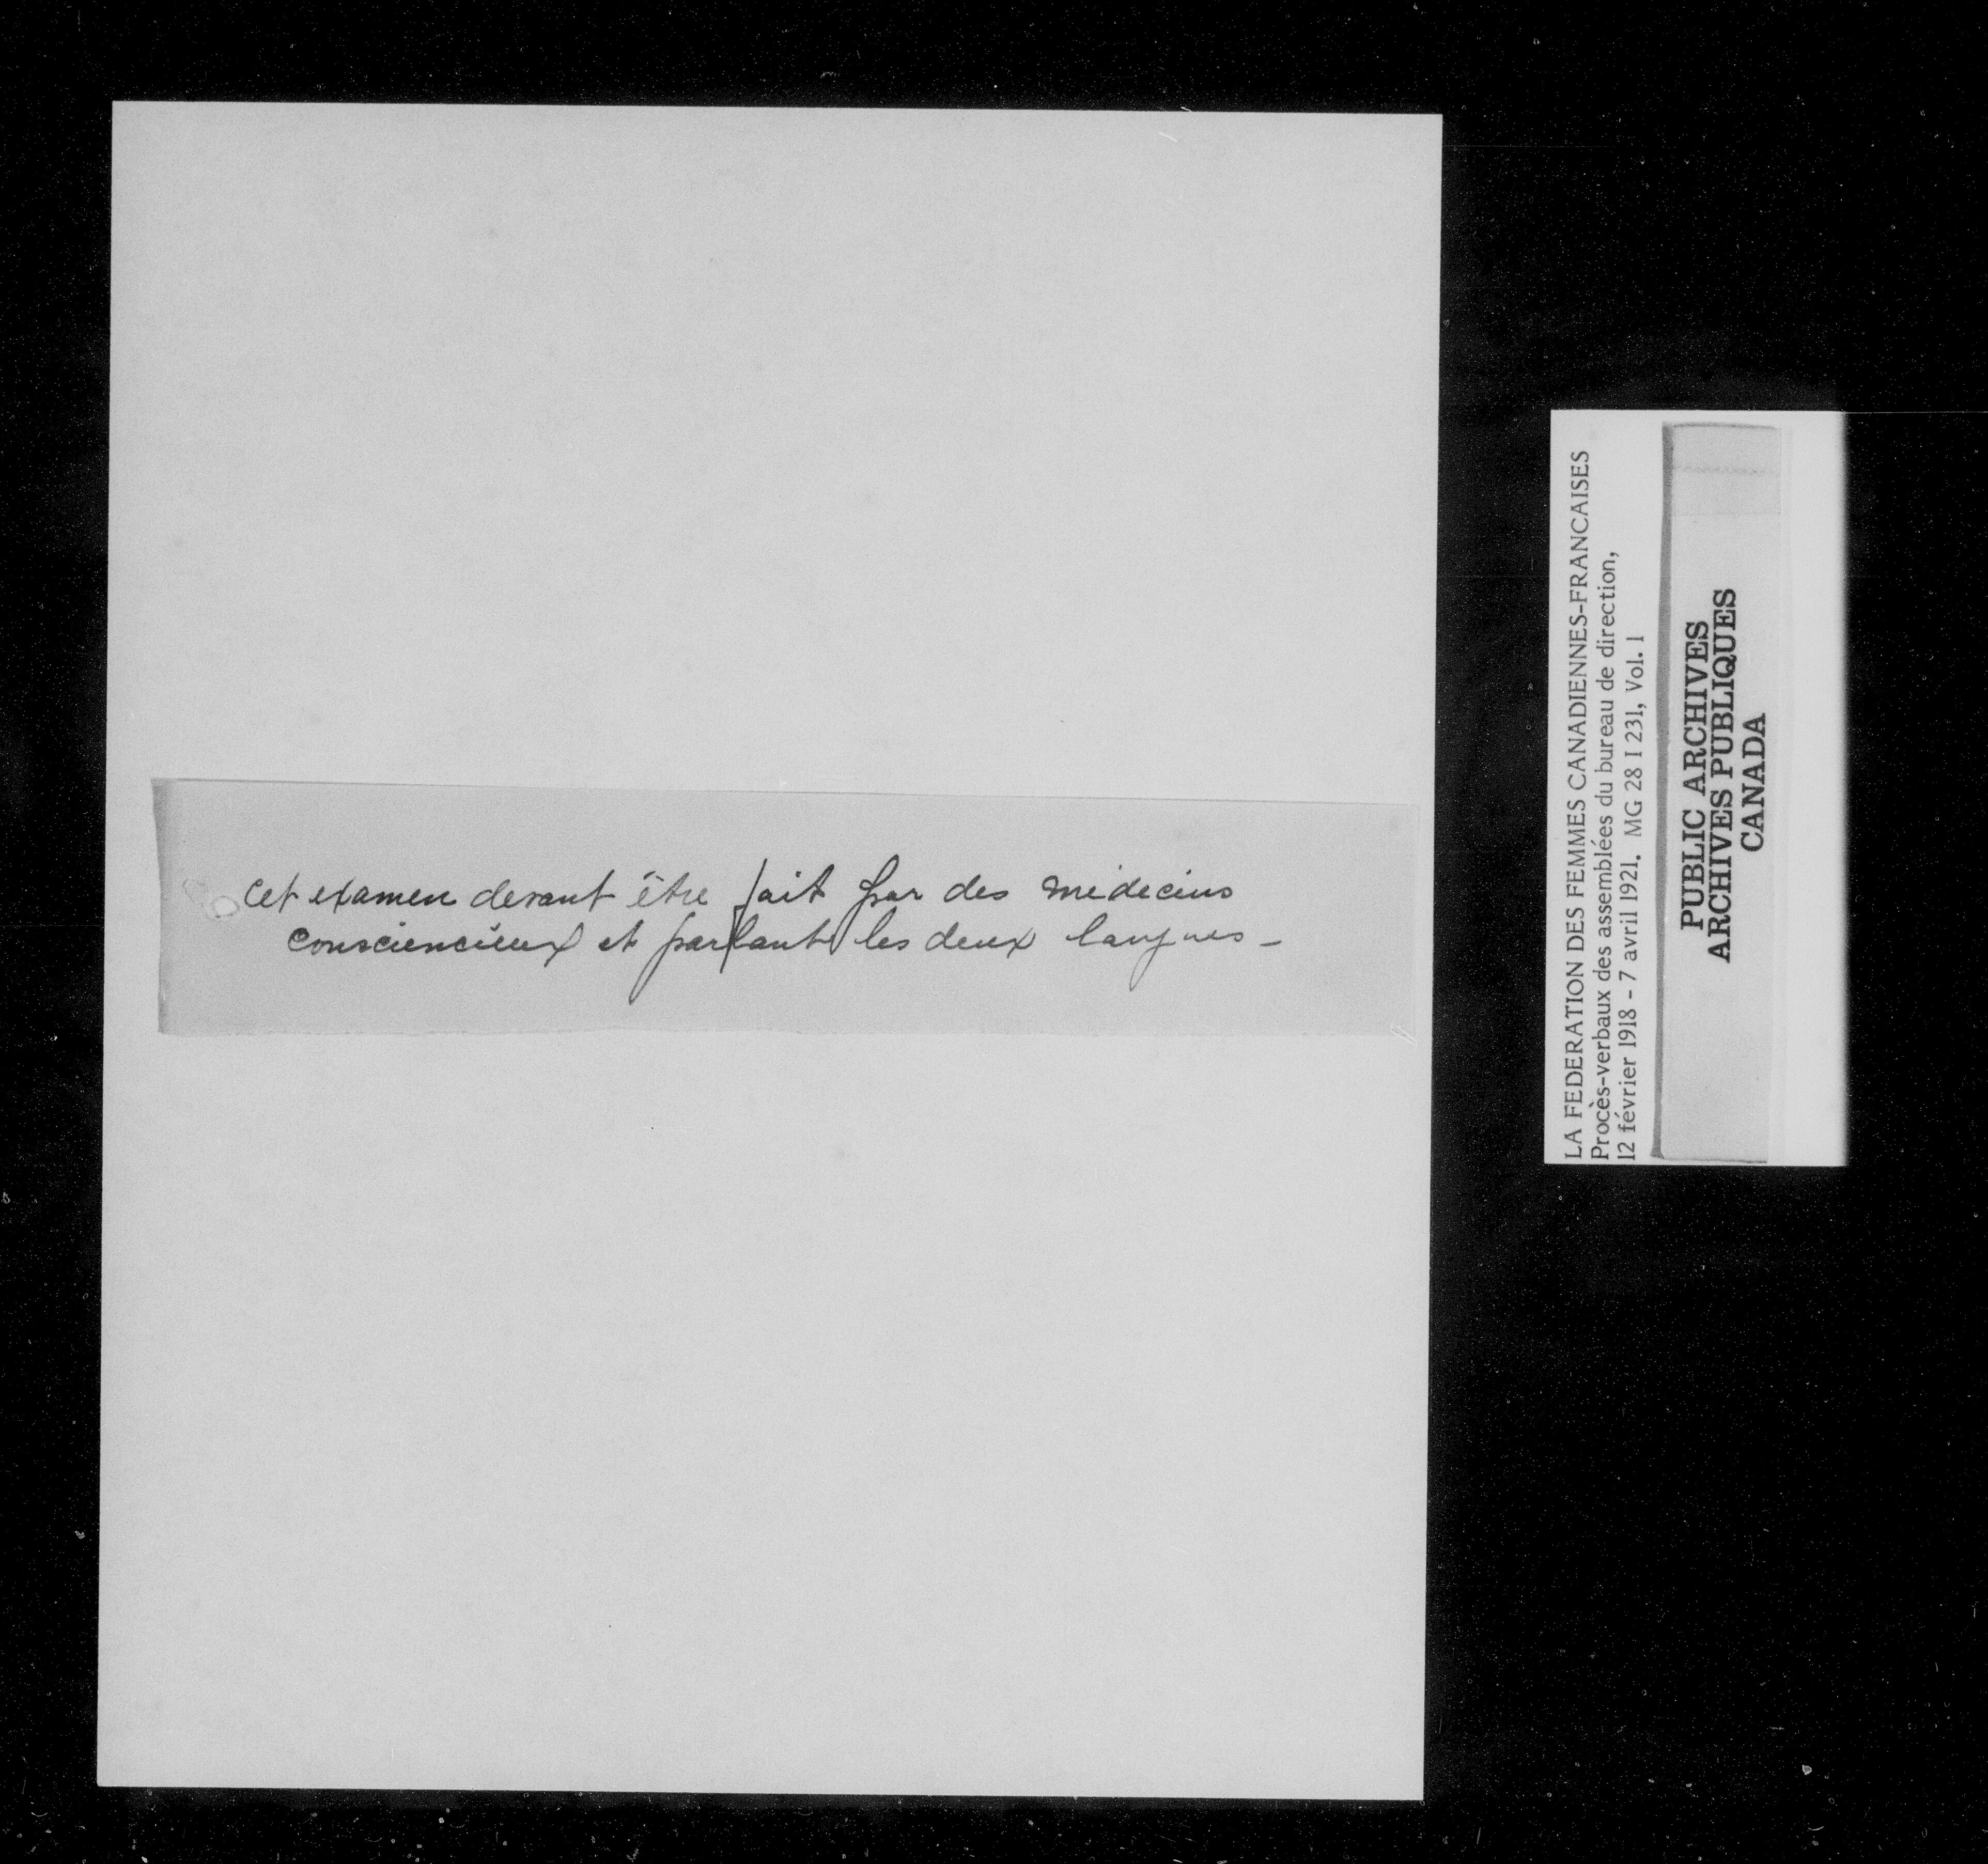 cet examen devant être fait par des médecins
consciencieux et parlant les deux langues –
LA FEDERATION DES FEMMES CANADIENNES-FRANCAISES
Procès-verbaux des assemblées du bureau de direction,
12 février 1918 - 7 avril 1921. MG 28 I 231, Vol. 1
PUBLIC ARCHIVES
ARCHIVES PUBLIQUES
CANADA